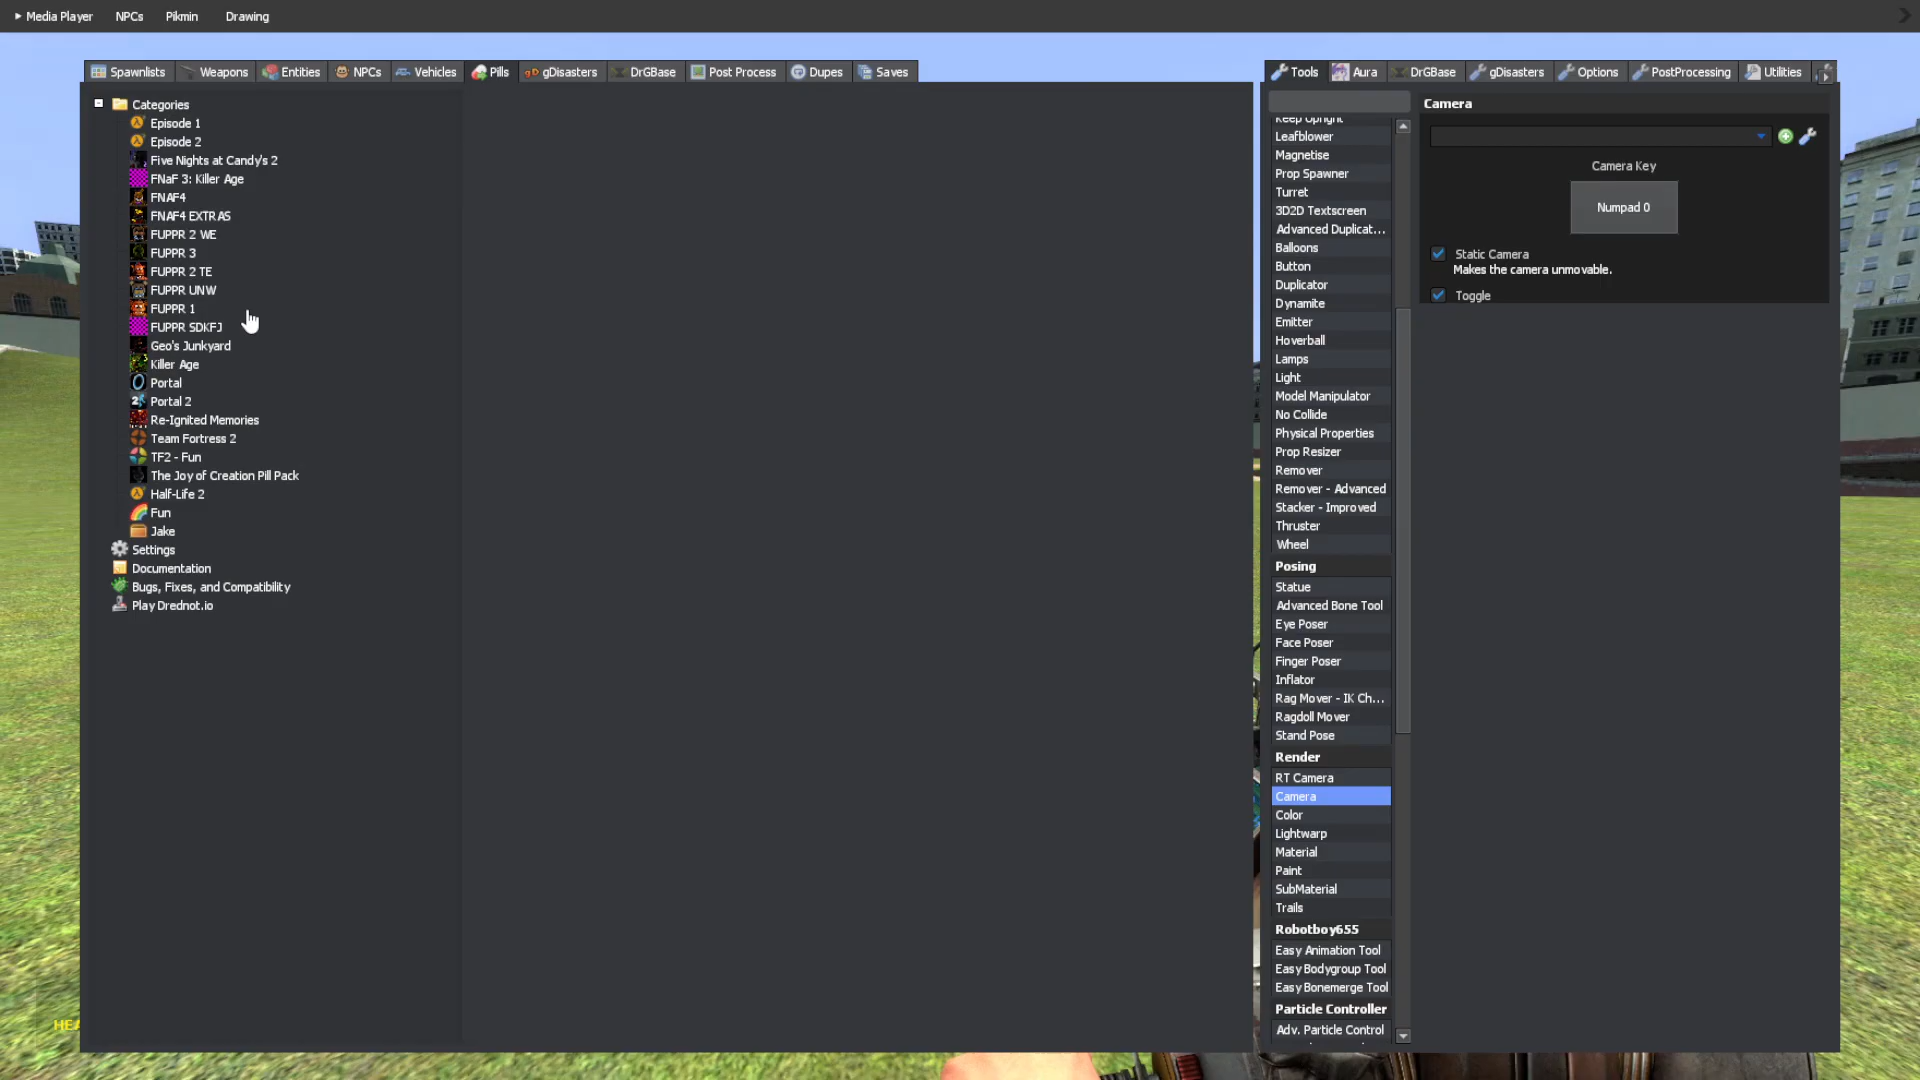 Media Player
NPCs
Pikmin
Drawing
Spawnlists
Weapons
Entities
NPCs
Vehicles
Pills
gDisasters
DrGBase
Post Process
Dupes
Saves
Categories
Episode 1
Episode 2
Five Nights at Candy's 2
FNaF 3: Killer Age
FNAF4
FNAF4 EXTRAS
FUPPR 2 WE
FUPPR 3
FUPPR 2 TE
FUPPR UNW
FUPPR 1
FUPPR SDKFJ
Geo's Junkyard
Killer Age
Portal
Portal 2
Re-Ignited Memories
Team Fortress 2
TF2 - Fun
The Joy of Creation Pill Pack
Half-Life 2
Fun
Jake
Settings
Documentation
Bugs, Fixes, and Compatibility
Play Drednot.io
HEA
Tools
Aura
DrGBase
gDisasters
Options
PostProcessing
Utilities
Keep Upright
Leafblower
Magnetise
Prop Spawner
Turret
3D2D Textscreen
Advanced Duplicat...
Balloons
Button
Duplicator
Dynamite
Emitter
Hoverball
Lamps
Light
Model Manipulator
No Collide
Physical Properties
Prop Resizer
Remover
Remover - Advanced
Stacker - Improved
Thruster
Wheel
Posing
Statue
Advanced Bone Tool
Eye Poser
Face Poser
Finger Poser
Inflator
Rag Mover - IK Ch...
Ragdoll Mover
Stand Pose
Render
RT Camera
Camera
Color
Lightwarp
Material
Paint
SubMaterial
Trails
Robotboy655
Easy Animation Tool
Easy Bodygroup Tool
Easy Bonemerge Tool
Particle Controller
Adv. Particle Control
Camera
Camera Key
Numpad 0
Static Camera
Makes the camera unmovable.
Toggle